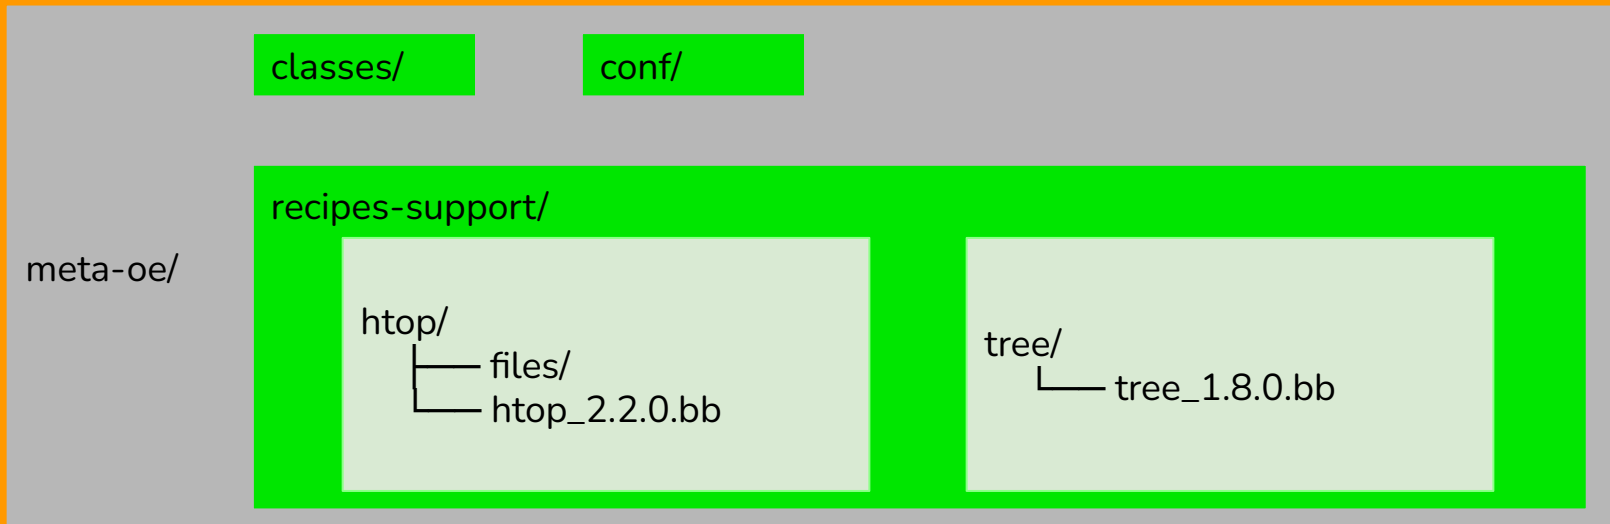 classes/
conf/
recipes-support/
meta-oe/
htop/
files/
htop_2.2.0.bb
tree/
tree_1.8.0.bb